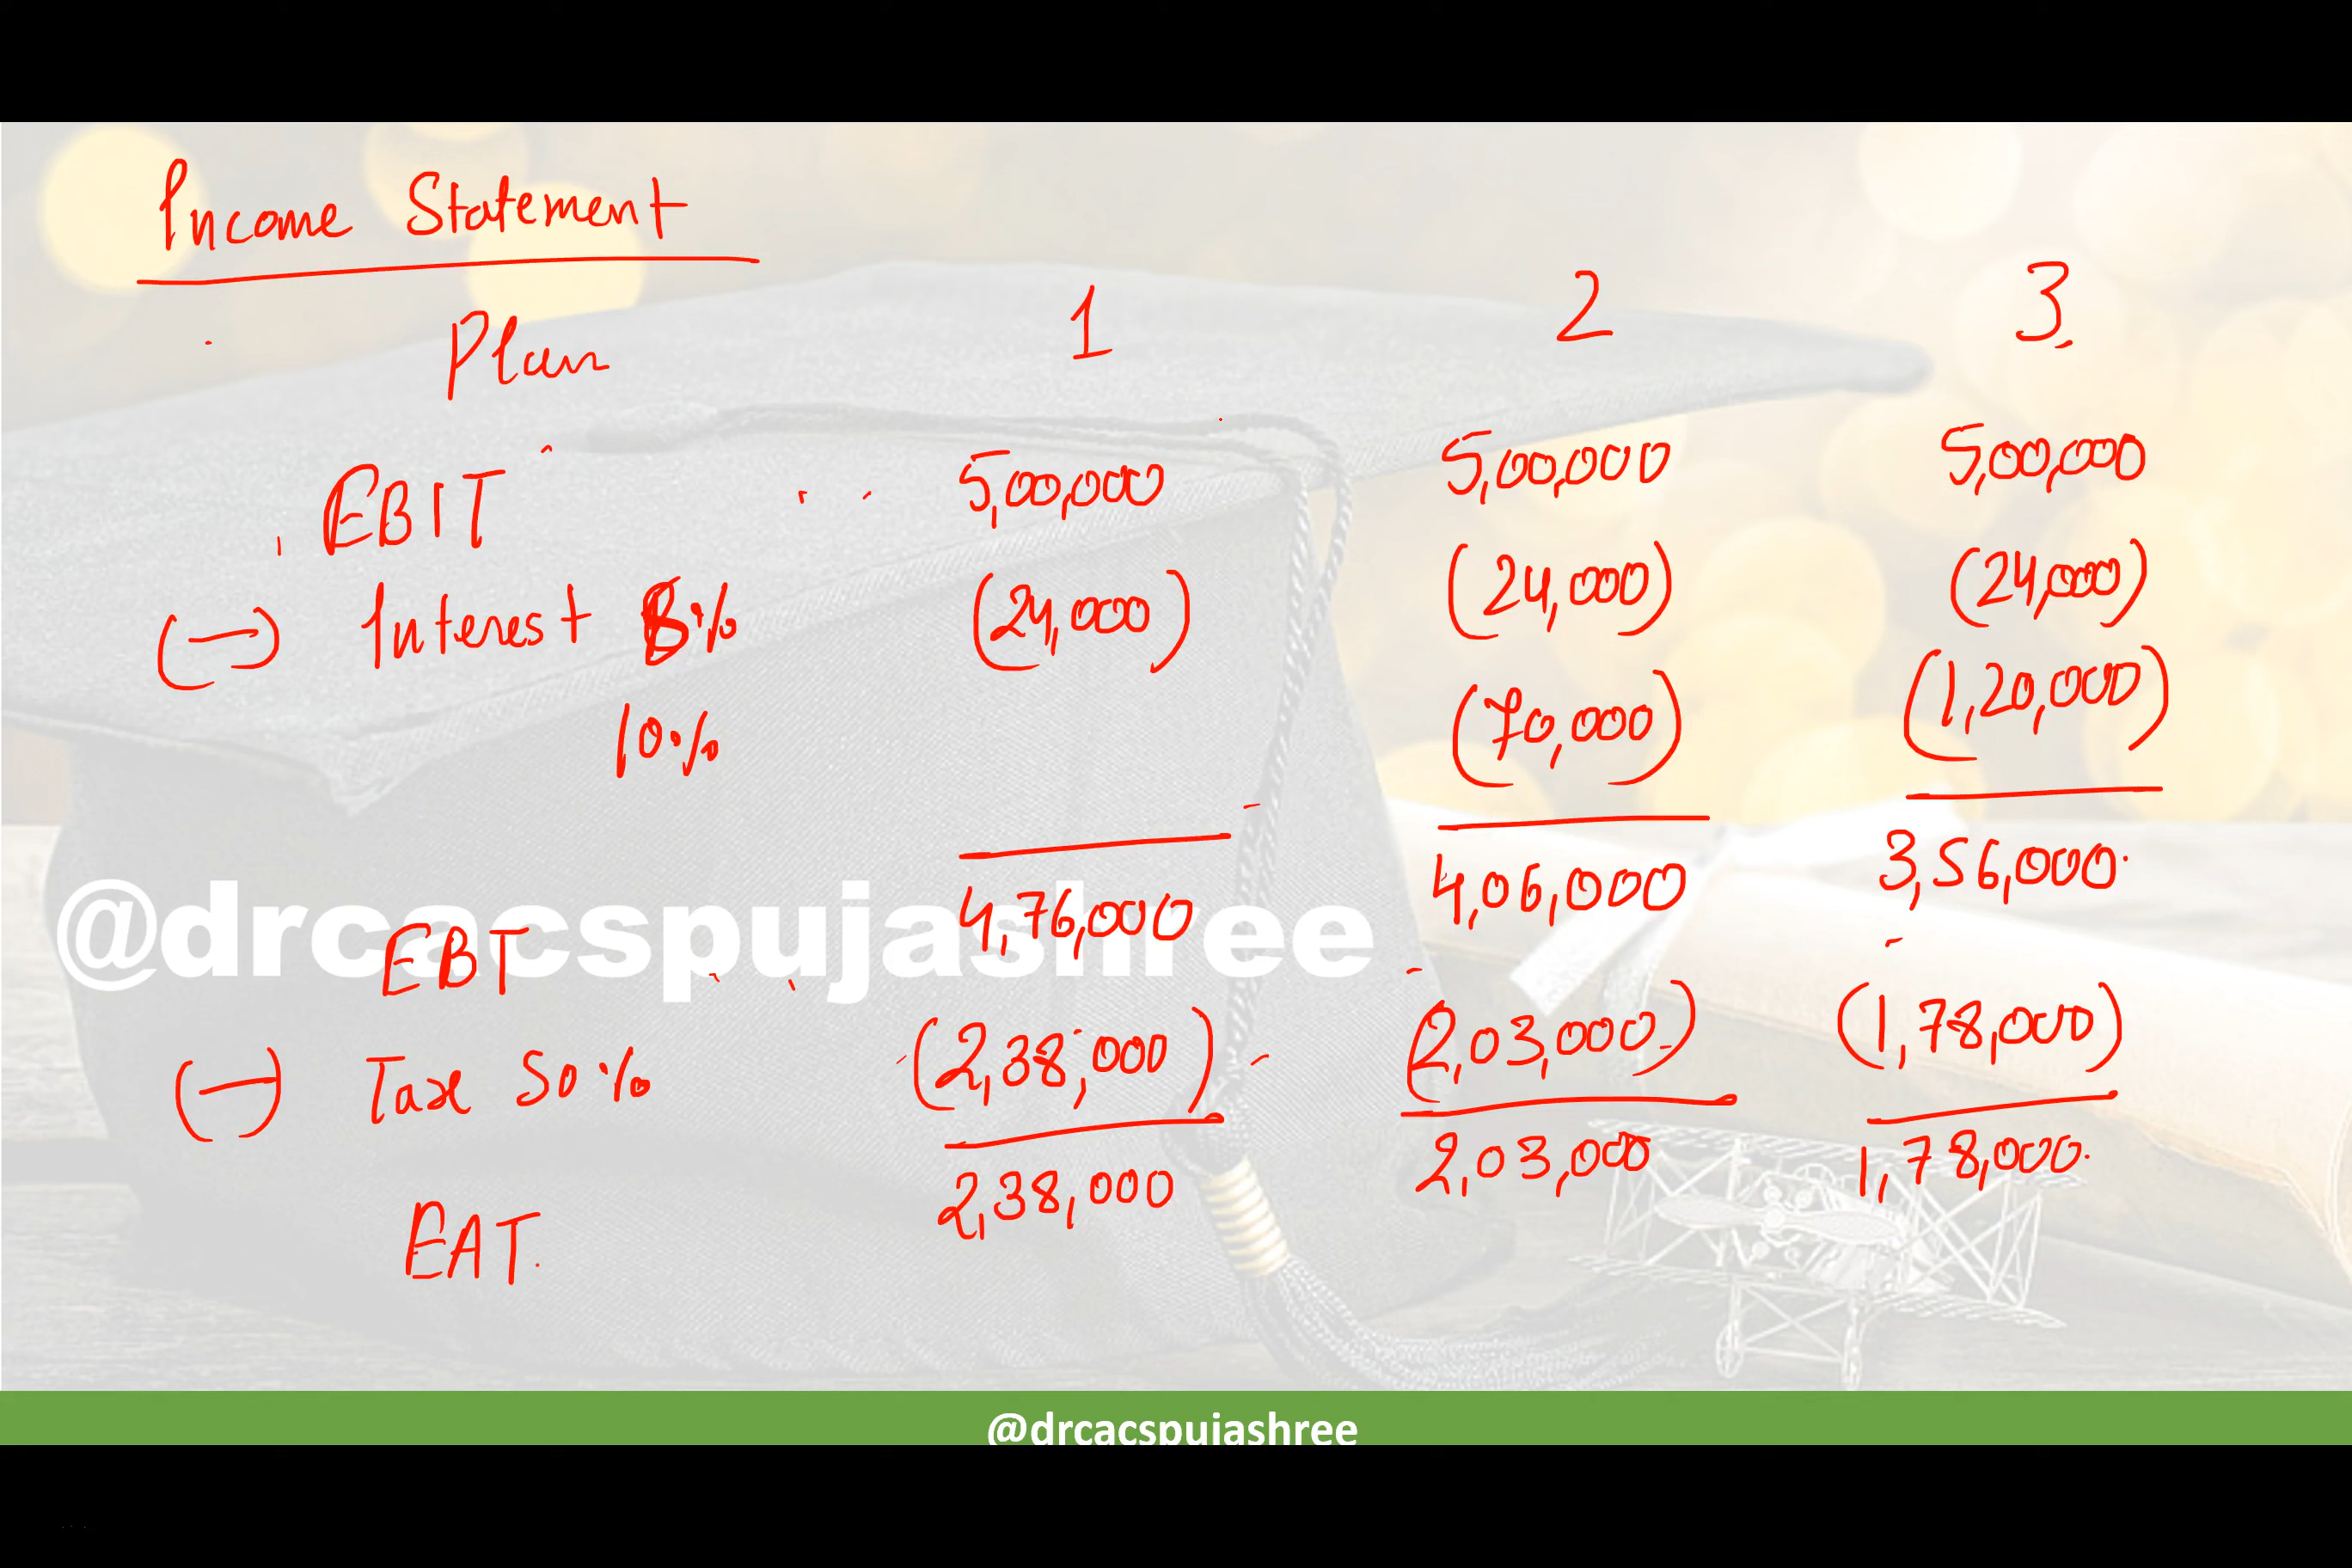 Income Statement
Plan 1 2 3
EBIT 5,00,000 5,00,000 5,00,000
(-) Interest 8% (24,000) (24,000) (24,000)
10% (70,000) (1,20,000)
@drcacspujashree
EBT 4,76,000 4,06,000 3,56,000
(-) Tax 50% (2,38,000) (2,03,000) (1,78,000)
EAT 2,38,000 2,03,000 1,78,000
@drcacspujashree